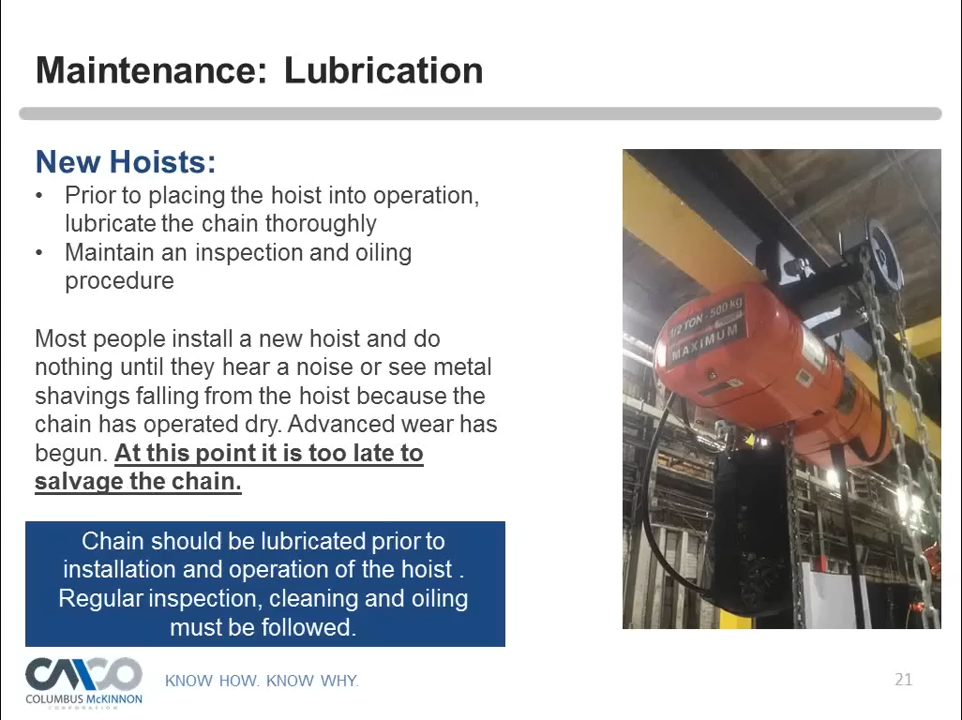 Maintenance: Lubrication
New Hoists:
• Prior to placing the hoist into operation,
lubricate the chain thoroughly
• Maintain an inspection and oiling
procedure
Most people install a new hoist and do
nothing until they hear a noise or see metal
shavings falling from the hoist because the
chain has operated dry. Advanced wear has
begun. At this point it is too late to
salvage the chain.
Chain should be lubricated prior to
installation and operation of the hoist .
Regular inspection, cleaning and oiling
must be followed.
1/2 TON - 500 kg
MAXIMUM
CMCO
COLUMBUS McKINNON
CORPORATION
KNOW HOW. KNOW WHY.
21